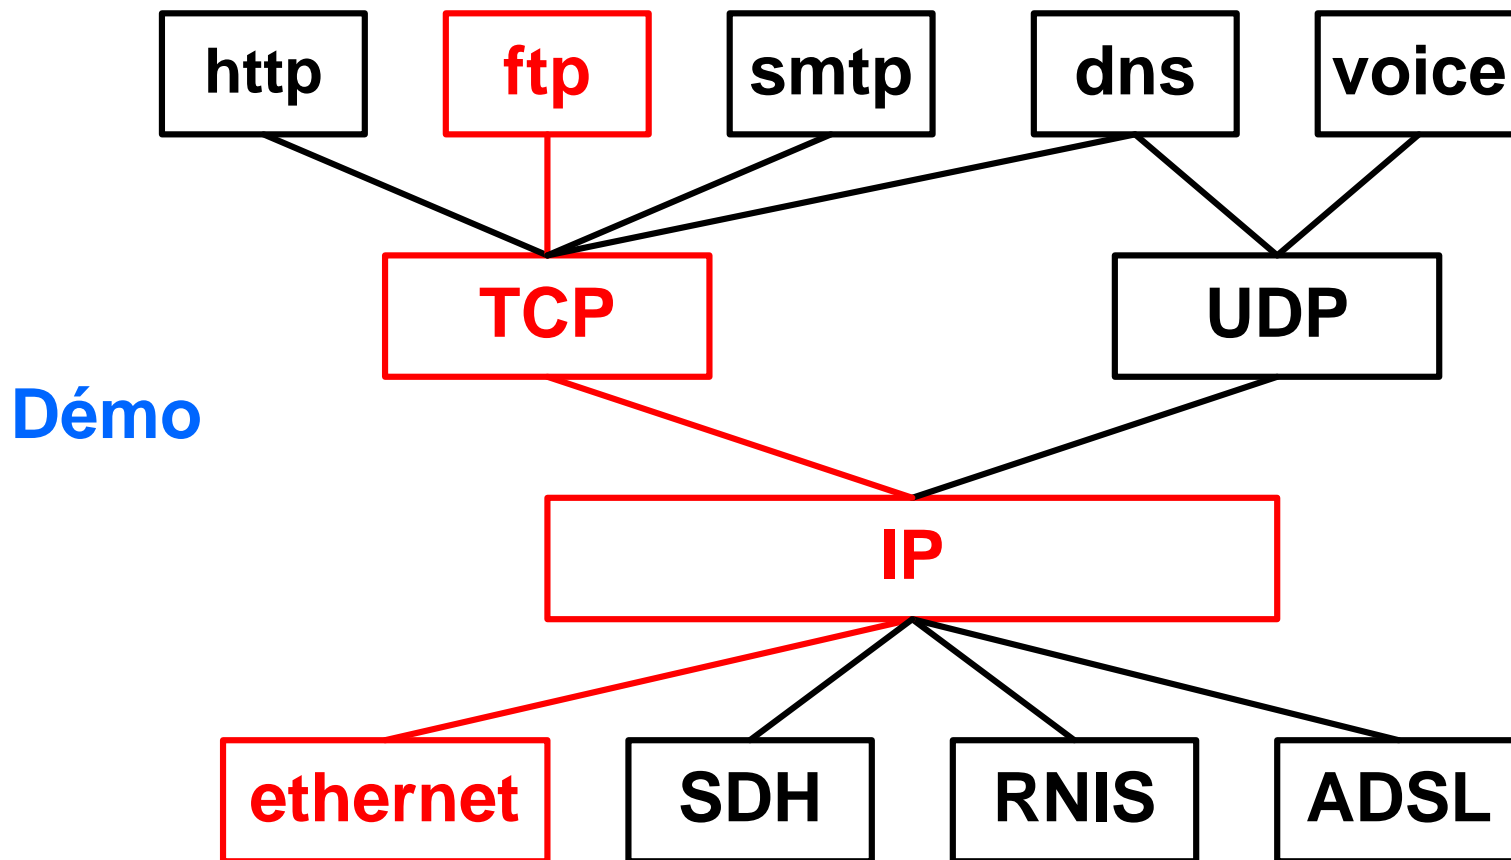 http ftp smtp dns voice
TCP UDP
Démo
IP
ethernet SDH RNIS ADSL